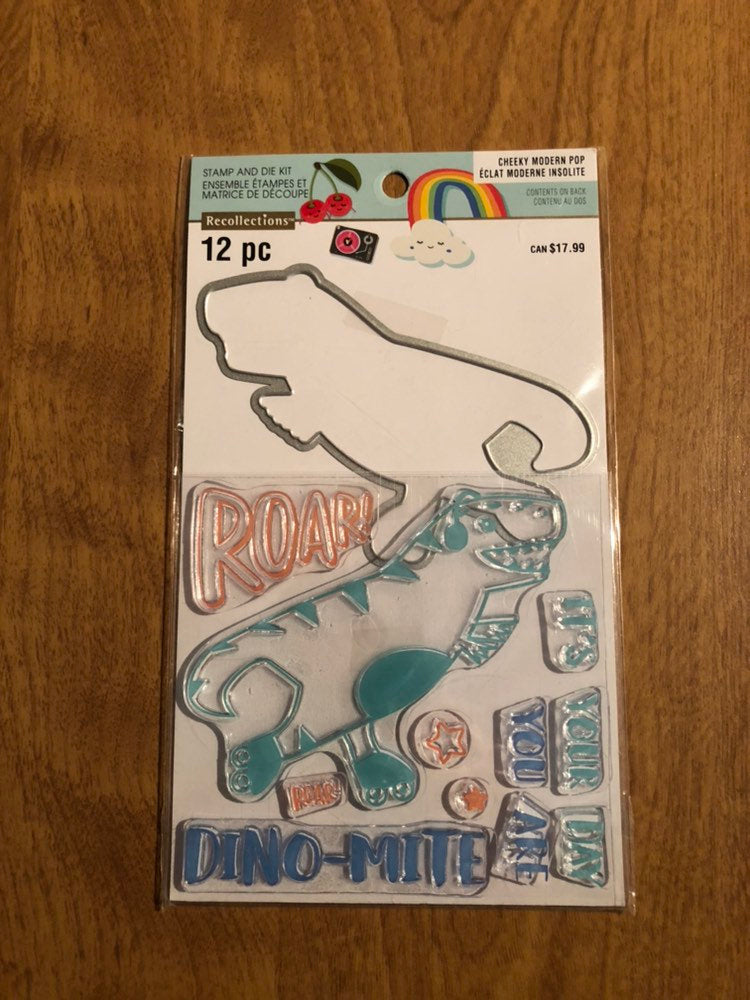 STAMP AND DIE KIT
ENSEMBLE ÉTAMPES ET
MATRICE DE DÉCOUPE
Recollections™
12 pc
CHEEKY MODERN POP
ÉCLAT MODERNE INSOLITE
CONTENTS ON BACK
CONTENU AU DOS
CAN $17.99
ROAR!
IT'S
YOUR
DAY
YOU
ARE
ROAR
DINO-MITE